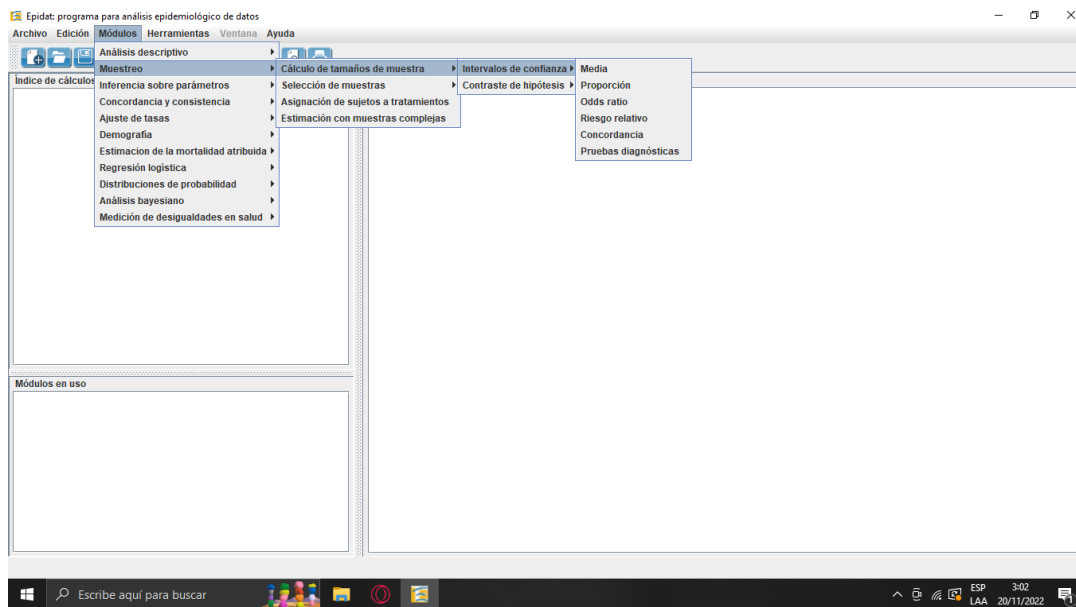 Epidat: programa para análisis epidemiológico de datos
Archivo Edición Módulos Herramientas Ventana Ayuda
Análisis descriptivo
Muestreo
Inferencia sobre parámetros
Concordancia y consistencia
Ajuste de tasas
Demografía
Estimacion de la mortalidad atribuida
Regresión logística
Distribuciones de probabilidad
Análisis bayesiano
Medición de desigualdades en salud
Cálculo de tamaños de muestra
Selección de muestras
Asignación de sujetos a tratamientos
Estimación con muestras complejas
Intervalos de confianza
Contraste de hipótesis
Media
Proporción
Odds ratio
Riesgo relativo
Concordancia
Pruebas diagnósticas
Índice de cálculos
Módulos en uso
Escribe aquí para buscar
ESP
LAA
3:02
20/11/2022
1